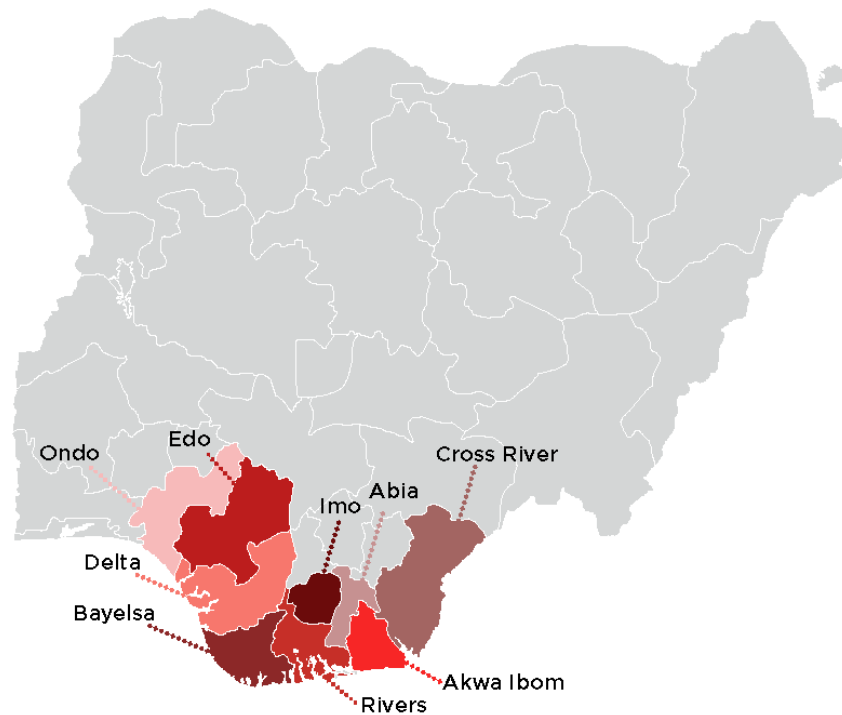 Edo
Ondo
Cross River
Abia
Imo
Delta
Bayelsa
Akwa Ibom
Rivers